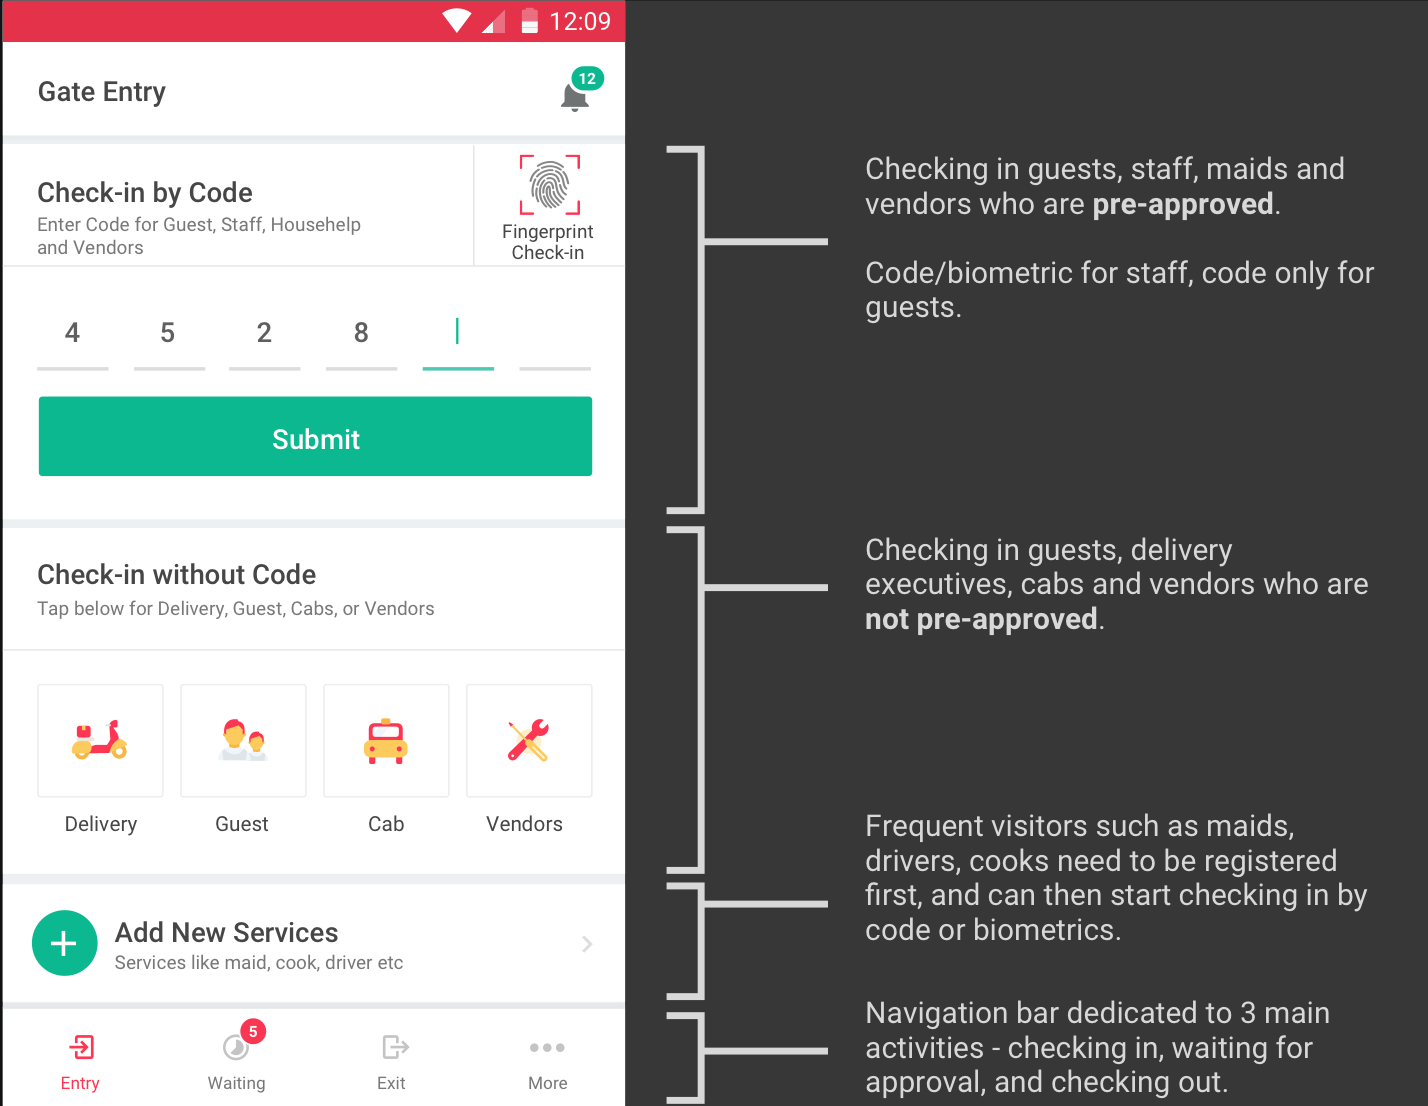 12:09
Gate Entry
12
Check-in by Code
Enter Code for Guest, Staff, Househelp
and Vendors
Fingerprint
Check-in
4 5 2 8
Submit
Check-in without Code
Tap below for Delivery, Guest, Cabs, or Vendors
Delivery Guest Cab Vendors
Add New Services
Services like maid, cook, driver etc
5
Entry Waiting Exit More
Checking in guests, staff, maids and
vendors who are pre-approved.
Code/biometric for staff, code only for
guests.
Checking in guests, delivery
executives, cabs and vendors who are
not pre-approved.
Frequent visitors such as maids,
drivers, cooks need to be registered
first, and can then start checking in by
code or biometrics.
Navigation bar dedicated to 3 main
activities - checking in, waiting for
approval, and checking out.